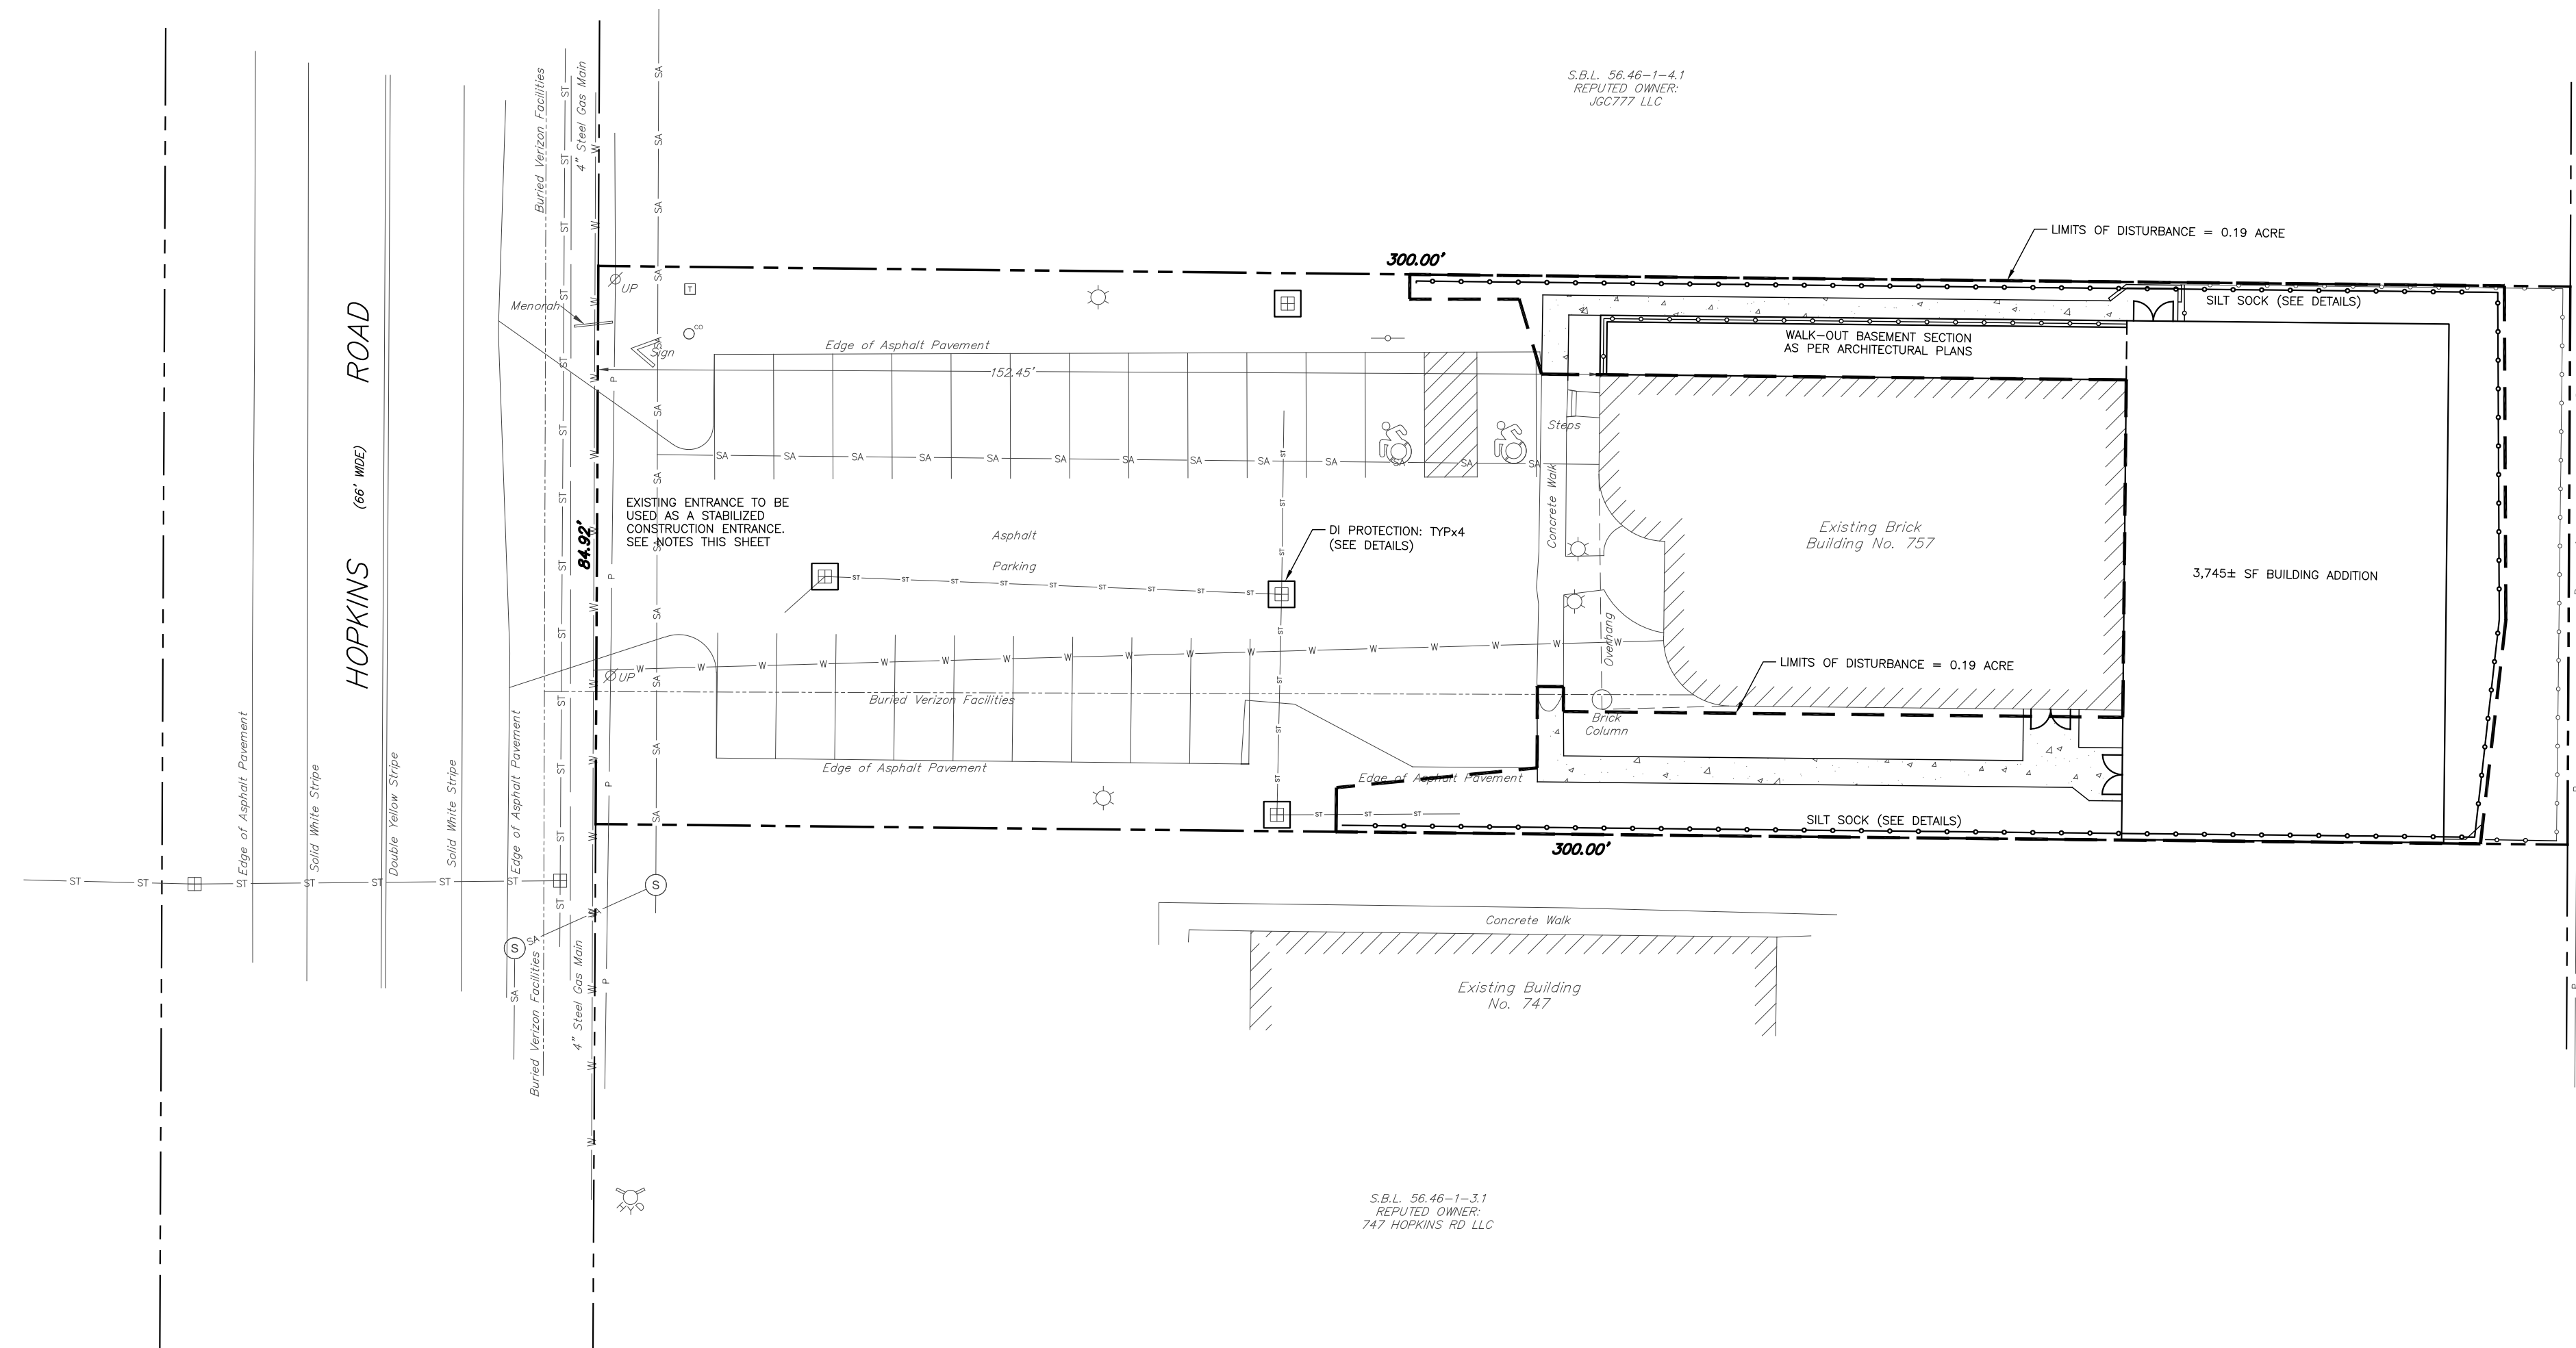 S.B.L. 56.46-1-4.1
REPUTED OWNER:
JGC777 LLC
Buried Verizon Facilities
4" Steel Gas Main
HOPKINS ROAD
(66' WIDE)
Menorah
UP
T
CO
Sign
300.00'
LIMITS OF DISTURBANCE = 0.19 ACRE
SILT SOCK (SEE DETAILS)
WALK-OUT BASEMENT SECTION
AS PER ARCHITECTURAL PLANS
Edge of Asphalt Pavement
152.45'
Steps
Concrete Walk
84.92'
EXISTING ENTRANCE TO BE
USED AS A STABILIZED
CONSTRUCTION ENTRANCE.
SEE NOTES THIS SHEET
Asphalt
Parking
DI PROTECTION: TYPx4
(SEE DETAILS)
Existing Brick
Building No. 757
3,745± SF BUILDING ADDITION
Overhang
LIMITS OF DISTURBANCE = 0.19 ACRE
UP
Buried Verizon Facilities
Brick
Column
Edge of Asphalt Pavement
Edge of Asphalt Pavement
SILT SOCK (SEE DETAILS)
300.00'
Edge of Asphalt Pavement
Solid White Stripe
Double Yellow Stripe
Solid White Stripe
Edge of Asphalt Pavement
Buried Verizon Facilities
4" Steel Gas Main
S
S
Concrete Walk
Existing Building
No. 747
HYD
S.B.L. 56.46-1-3.1
REPUTED OWNER:
747 HOPKINS RD LLC